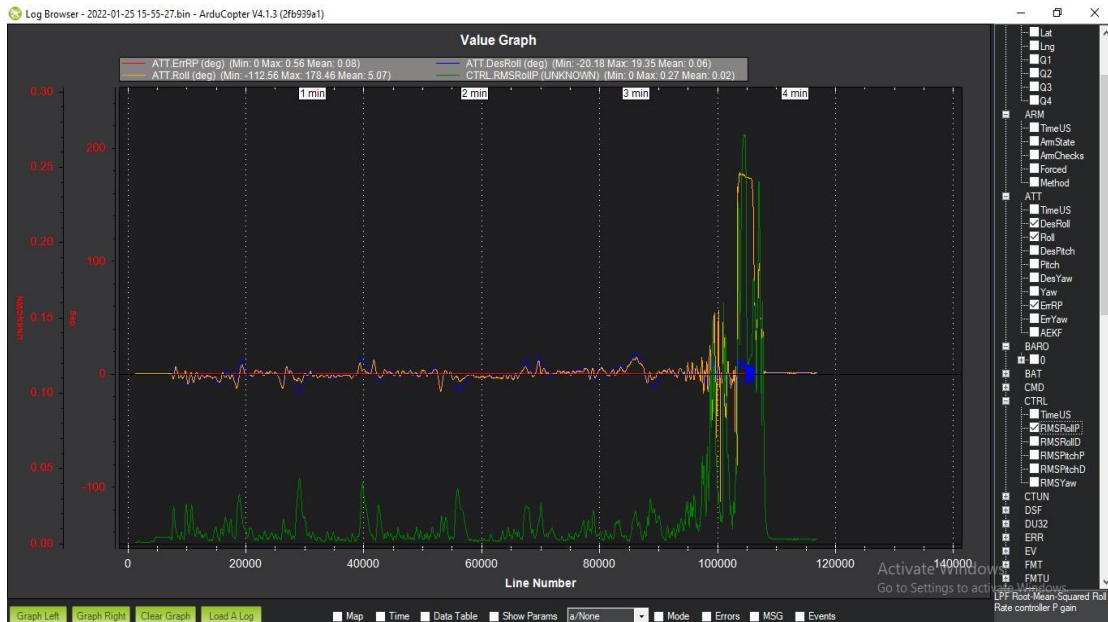 Log Browser - 2022-01-25 15-55-27.bin - ArduCopter V4.1.3 (2fb939a1)
Value Graph
ATT.ErrRP (deg) (Min: 0 Max: 0.56 Mean: 0.08)
ATT.DesRoll (deg) (Min: -20.18 Max: 19.35 Mean: 0.06)
ATT.Roll (deg) (Min: -112.56 Max: 178.46 Mean: 5.07)
CTRL.RMSRollP (UNKNOWN) (Min: 0 Max: 0.27 Mean: 0.02)
1 min
2 min
3 min
4 min
0.30
0.25
0.20
0.15
0.10
0.05
0.00
UNKNOWN
200
100
0
-100
deg
0
20000
40000
60000
80000
100000
120000
140000
Line Number
Lat
Lng
Q1
Q2
Q3
Q4
ARM
TimeUS
ArmState
ArmChecks
Forced
Method
ATT
TimeUS
DesRoll
Roll
DesPitch
Pitch
DesYaw
Yaw
ErrRP
ErrYaw
AEKF
BARO
0
BAT
CMD
CTRL
TimeUS
RMSRollP
RMSRollD
RMSPitchP
RMSPitchD
RMSYaw
CTUN
DSF
DU32
ERR
EV
FMT
FMTU
Activate Windows
Go to Settings to activate Windows.
LPF Root-Mean-Squared Roll
Rate controller P gain
Graph Left
Graph Right
Clear Graph
Load A Log
Map
Time
Data Table
Show Params
a/None
Mode
Errors
MSG
Events